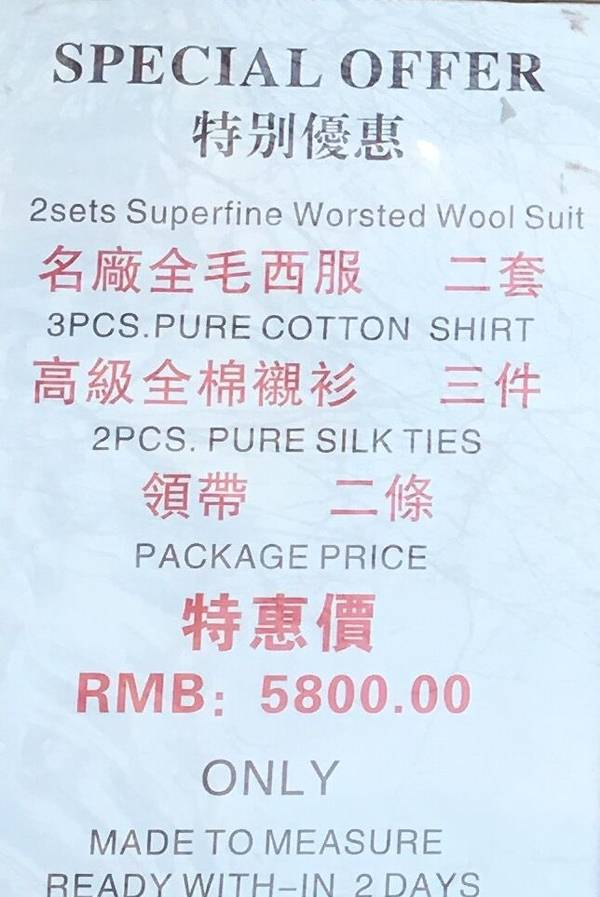 SPECIAL OFFER
特别優惠
2sets Superfine Worsted Wool Suit
名廠全毛西服 二套
3PCS.PURE COTTON SHIRT
高級全棉襯衫 三件
2PCS. PURE SILK TIES
領帶 二條
PACKAGE PRICE
特惠價
RMB: 5800.00
ONLY
MADE TO MEASURE
READY WITH-IN 2 DAYS